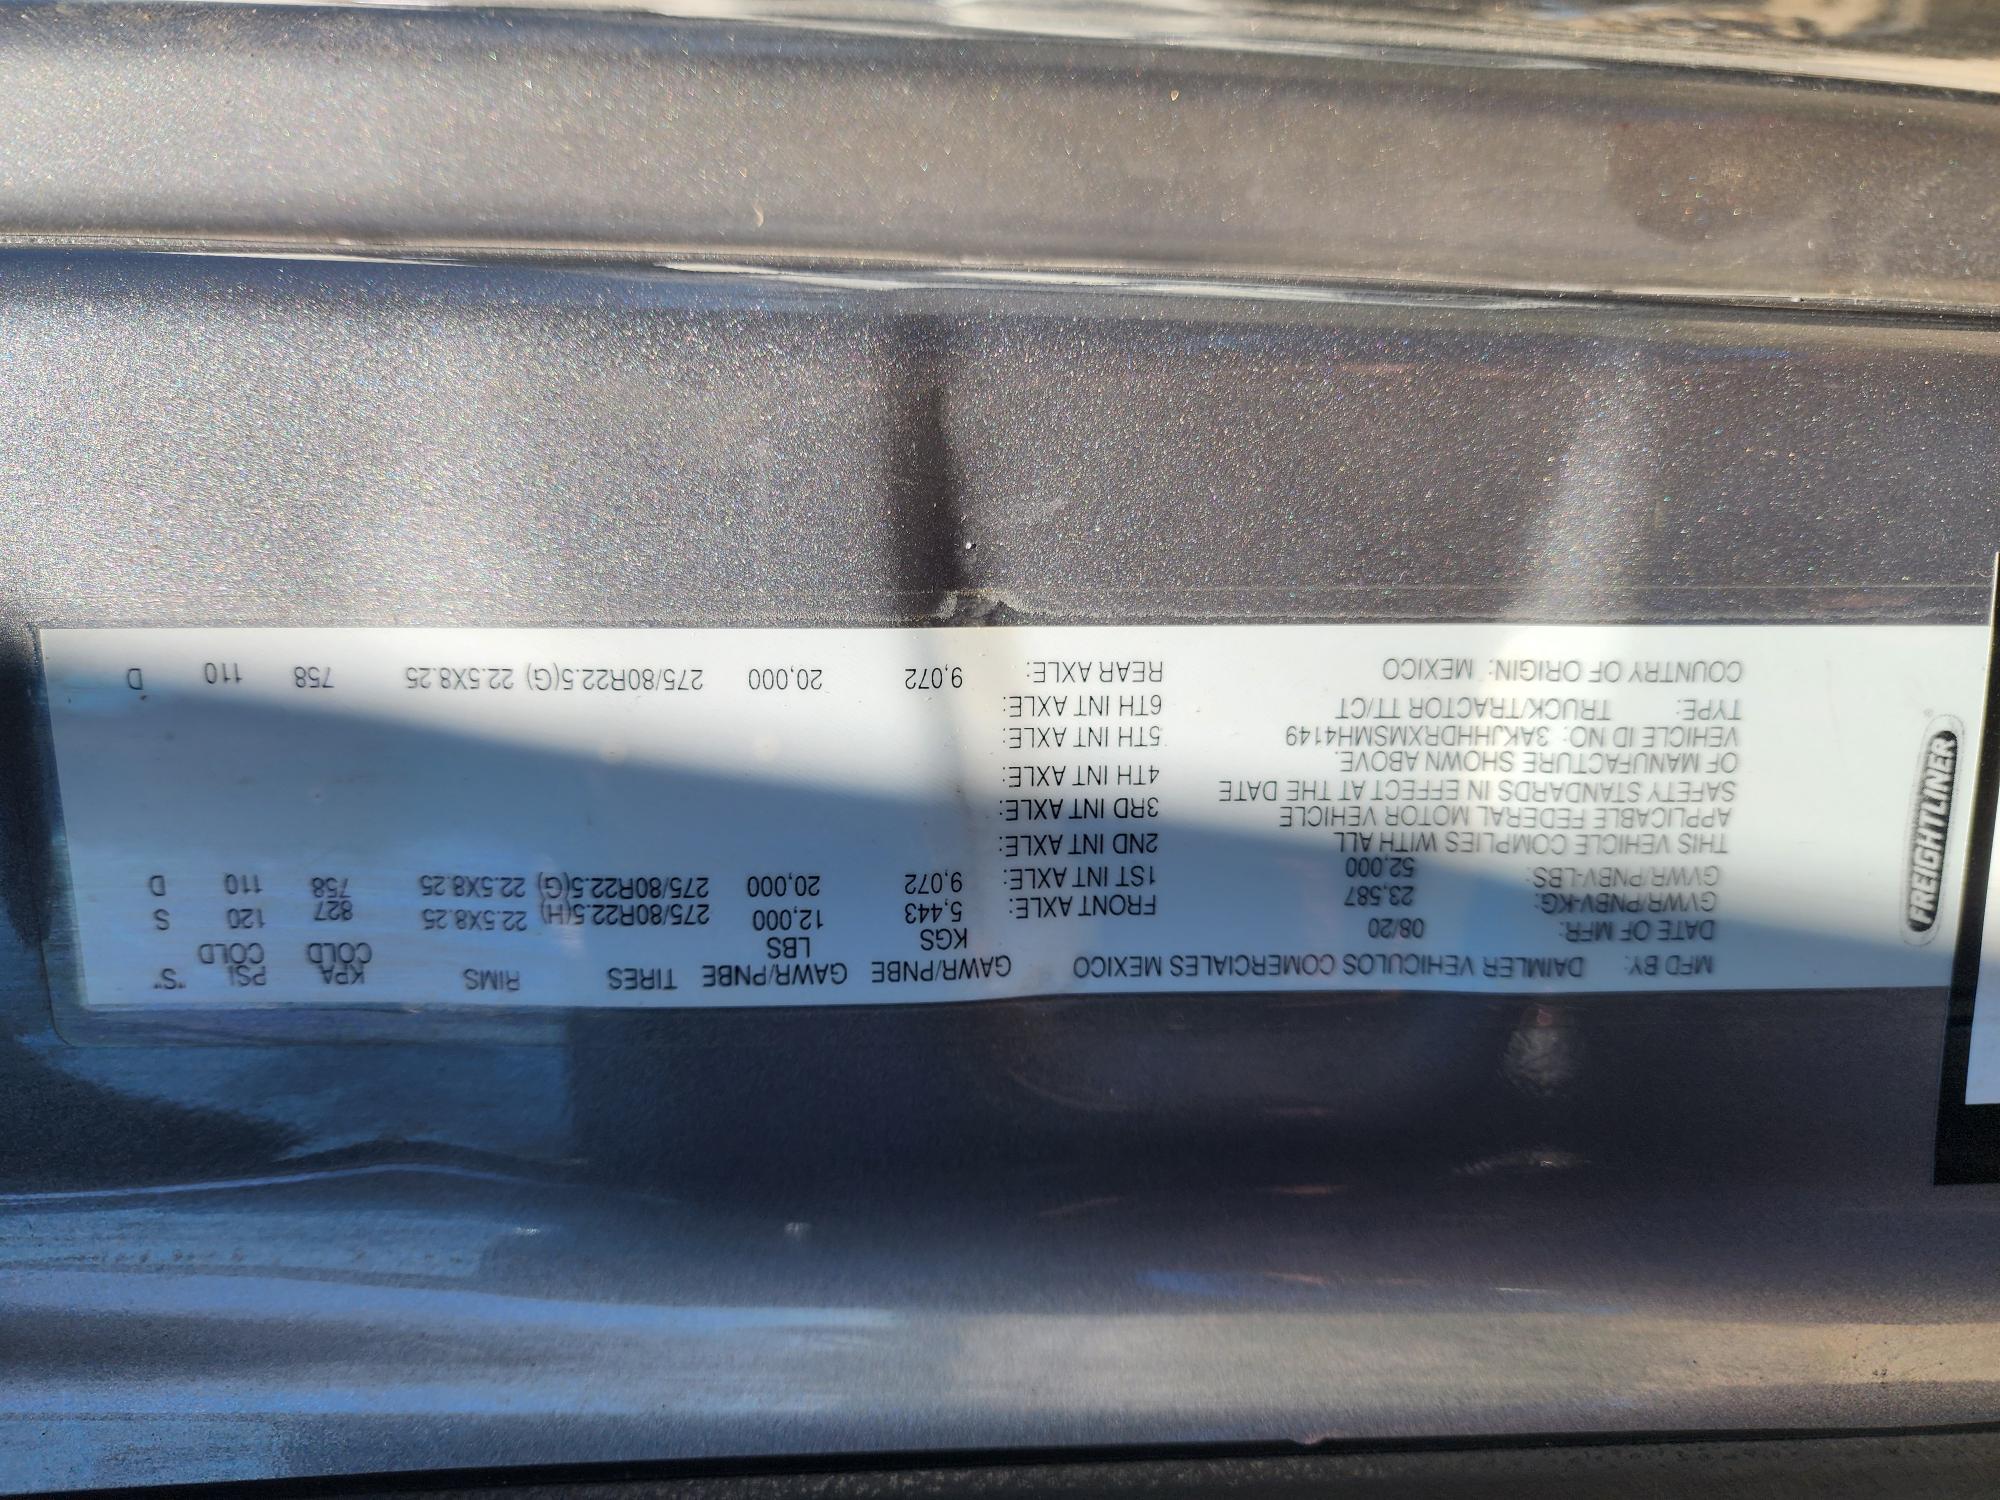 FREIGHTLINER
MFD BY: DAIMLER VEHICULOS COMERCIALES MEXICO
DATE OF MFR: 08/20
GVWR/PNBV-KG: 23,587
GVWR/PNBV-LBS: 52,000
THIS VEHICLE COMPLIES WITH ALL
APPLICABLE FEDERAL MOTOR VEHICLE
SAFETY STANDARDS IN EFFECT AT THE DATE
OF MANUFACTURE SHOWN ABOVE.
VEHICLE ID NO: 3AKJHHDRXMSMH4149
TYPE: TRUCK/TRACTOR TT/CT
COUNTRY OF ORIGIN: MEXICO
GAWR/PNBE GAWR/PNBE TIRES RIMS KPA PSI "S"
KGS LBS COLD COLD
FRONT AXLE: 5,443 12,000 275/80R22.5(H) 22.5X8.25 827 120 S
1ST INT AXLE: 9,072 20,000 275/80R22.5(G) 22.5X8.25 758 110 D
2ND INT AXLE:
3RD INT AXLE:
4TH INT AXLE:
5TH INT AXLE:
6TH INT AXLE:
REAR AXLE: 9,072 20,000 275/80R22.5(G) 22.5X8.25 758 110 D